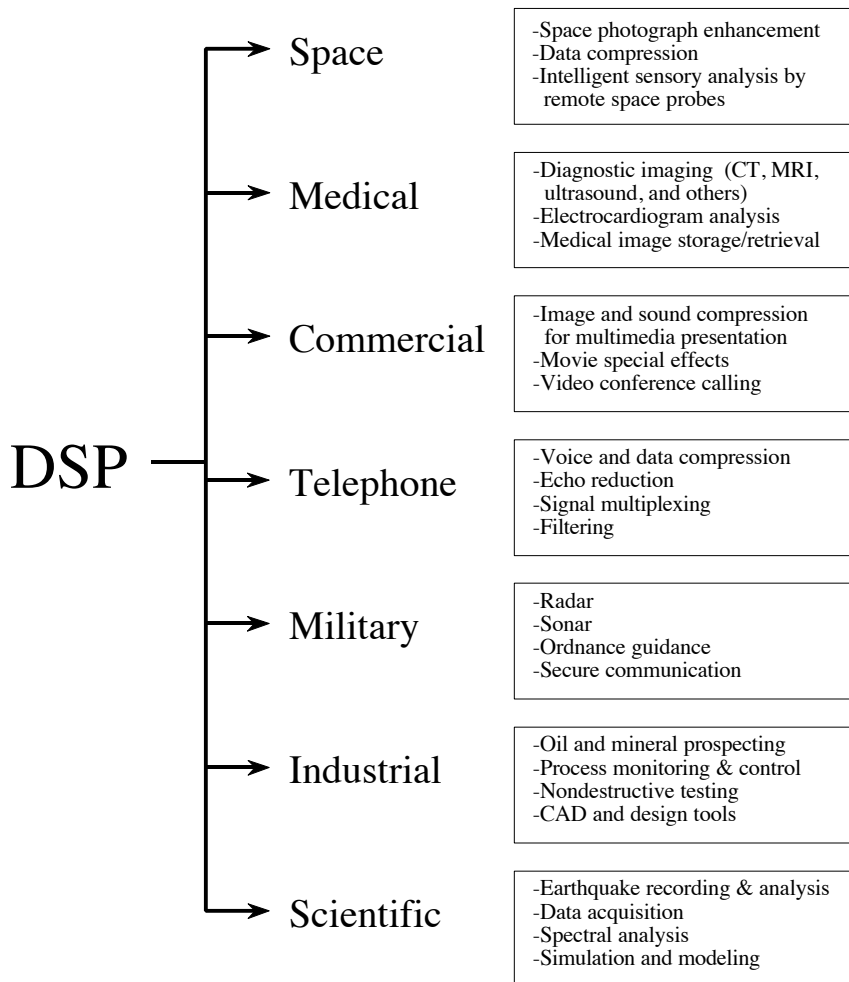 Space
-Space photograph enhancement
-Data compression
-Intelligent sensory analysis by
remote space probes
Medical
-Diagnostic imaging (CT, MRI,
ultrasound, and others)
-Electrocardiogram analysis
-Medical image storage/retrieval
Commercial
-Image and sound compression
for multimedia presentation
-Movie special effects
-Video conference calling
DSP
Telephone
-Voice and data compression
-Echo reduction
-Signal multiplexing
-Filtering
Military
-Radar
-Sonar
-Ordnance guidance
-Secure communication
Industrial
-Oil and mineral prospecting
-Process monitoring & control
-Nondestructive testing
-CAD and design tools
Scientific
-Earthquake recording & analysis
-Data acquisition
-Spectral analysis
-Simulation and modeling